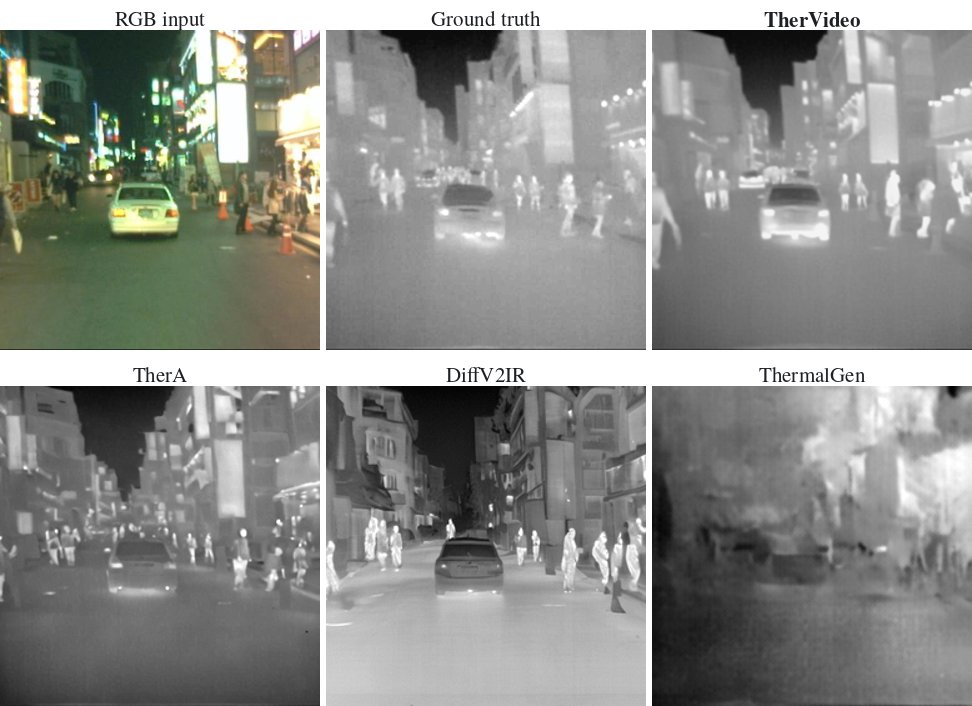 RGB input
Ground truth
TherVideo
TherA
DiffV2IR
ThermalGen